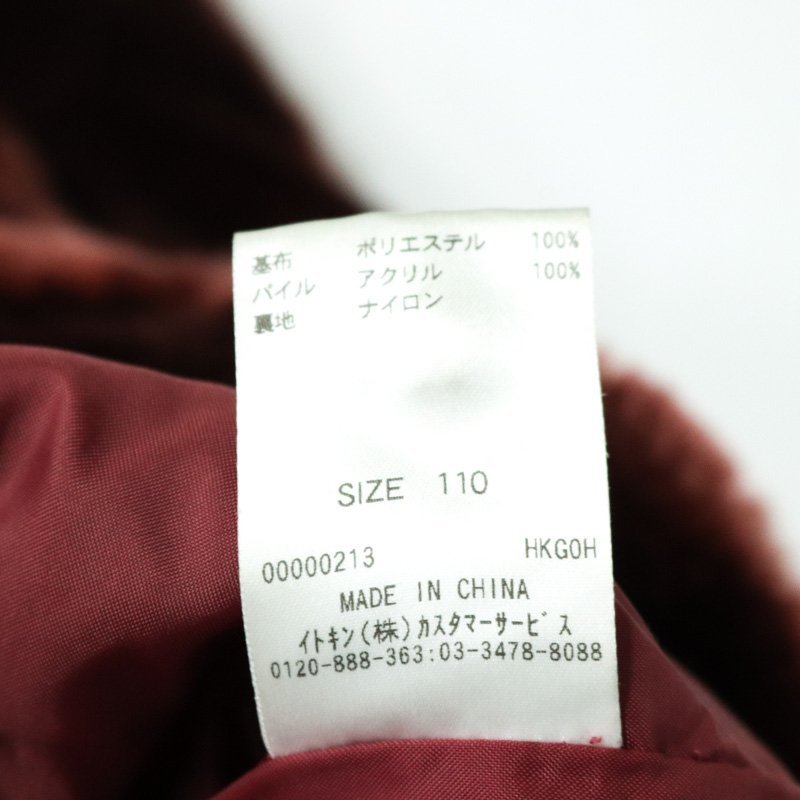 基布 ポリエステル 100%
パイル アクリル 100%
裏地 ナイロン
SIZE 110
00000213 HKG0H
MADE IN CHINA
イトキン(株)カスタマーサービス
0120-888-363:03-3478-8088